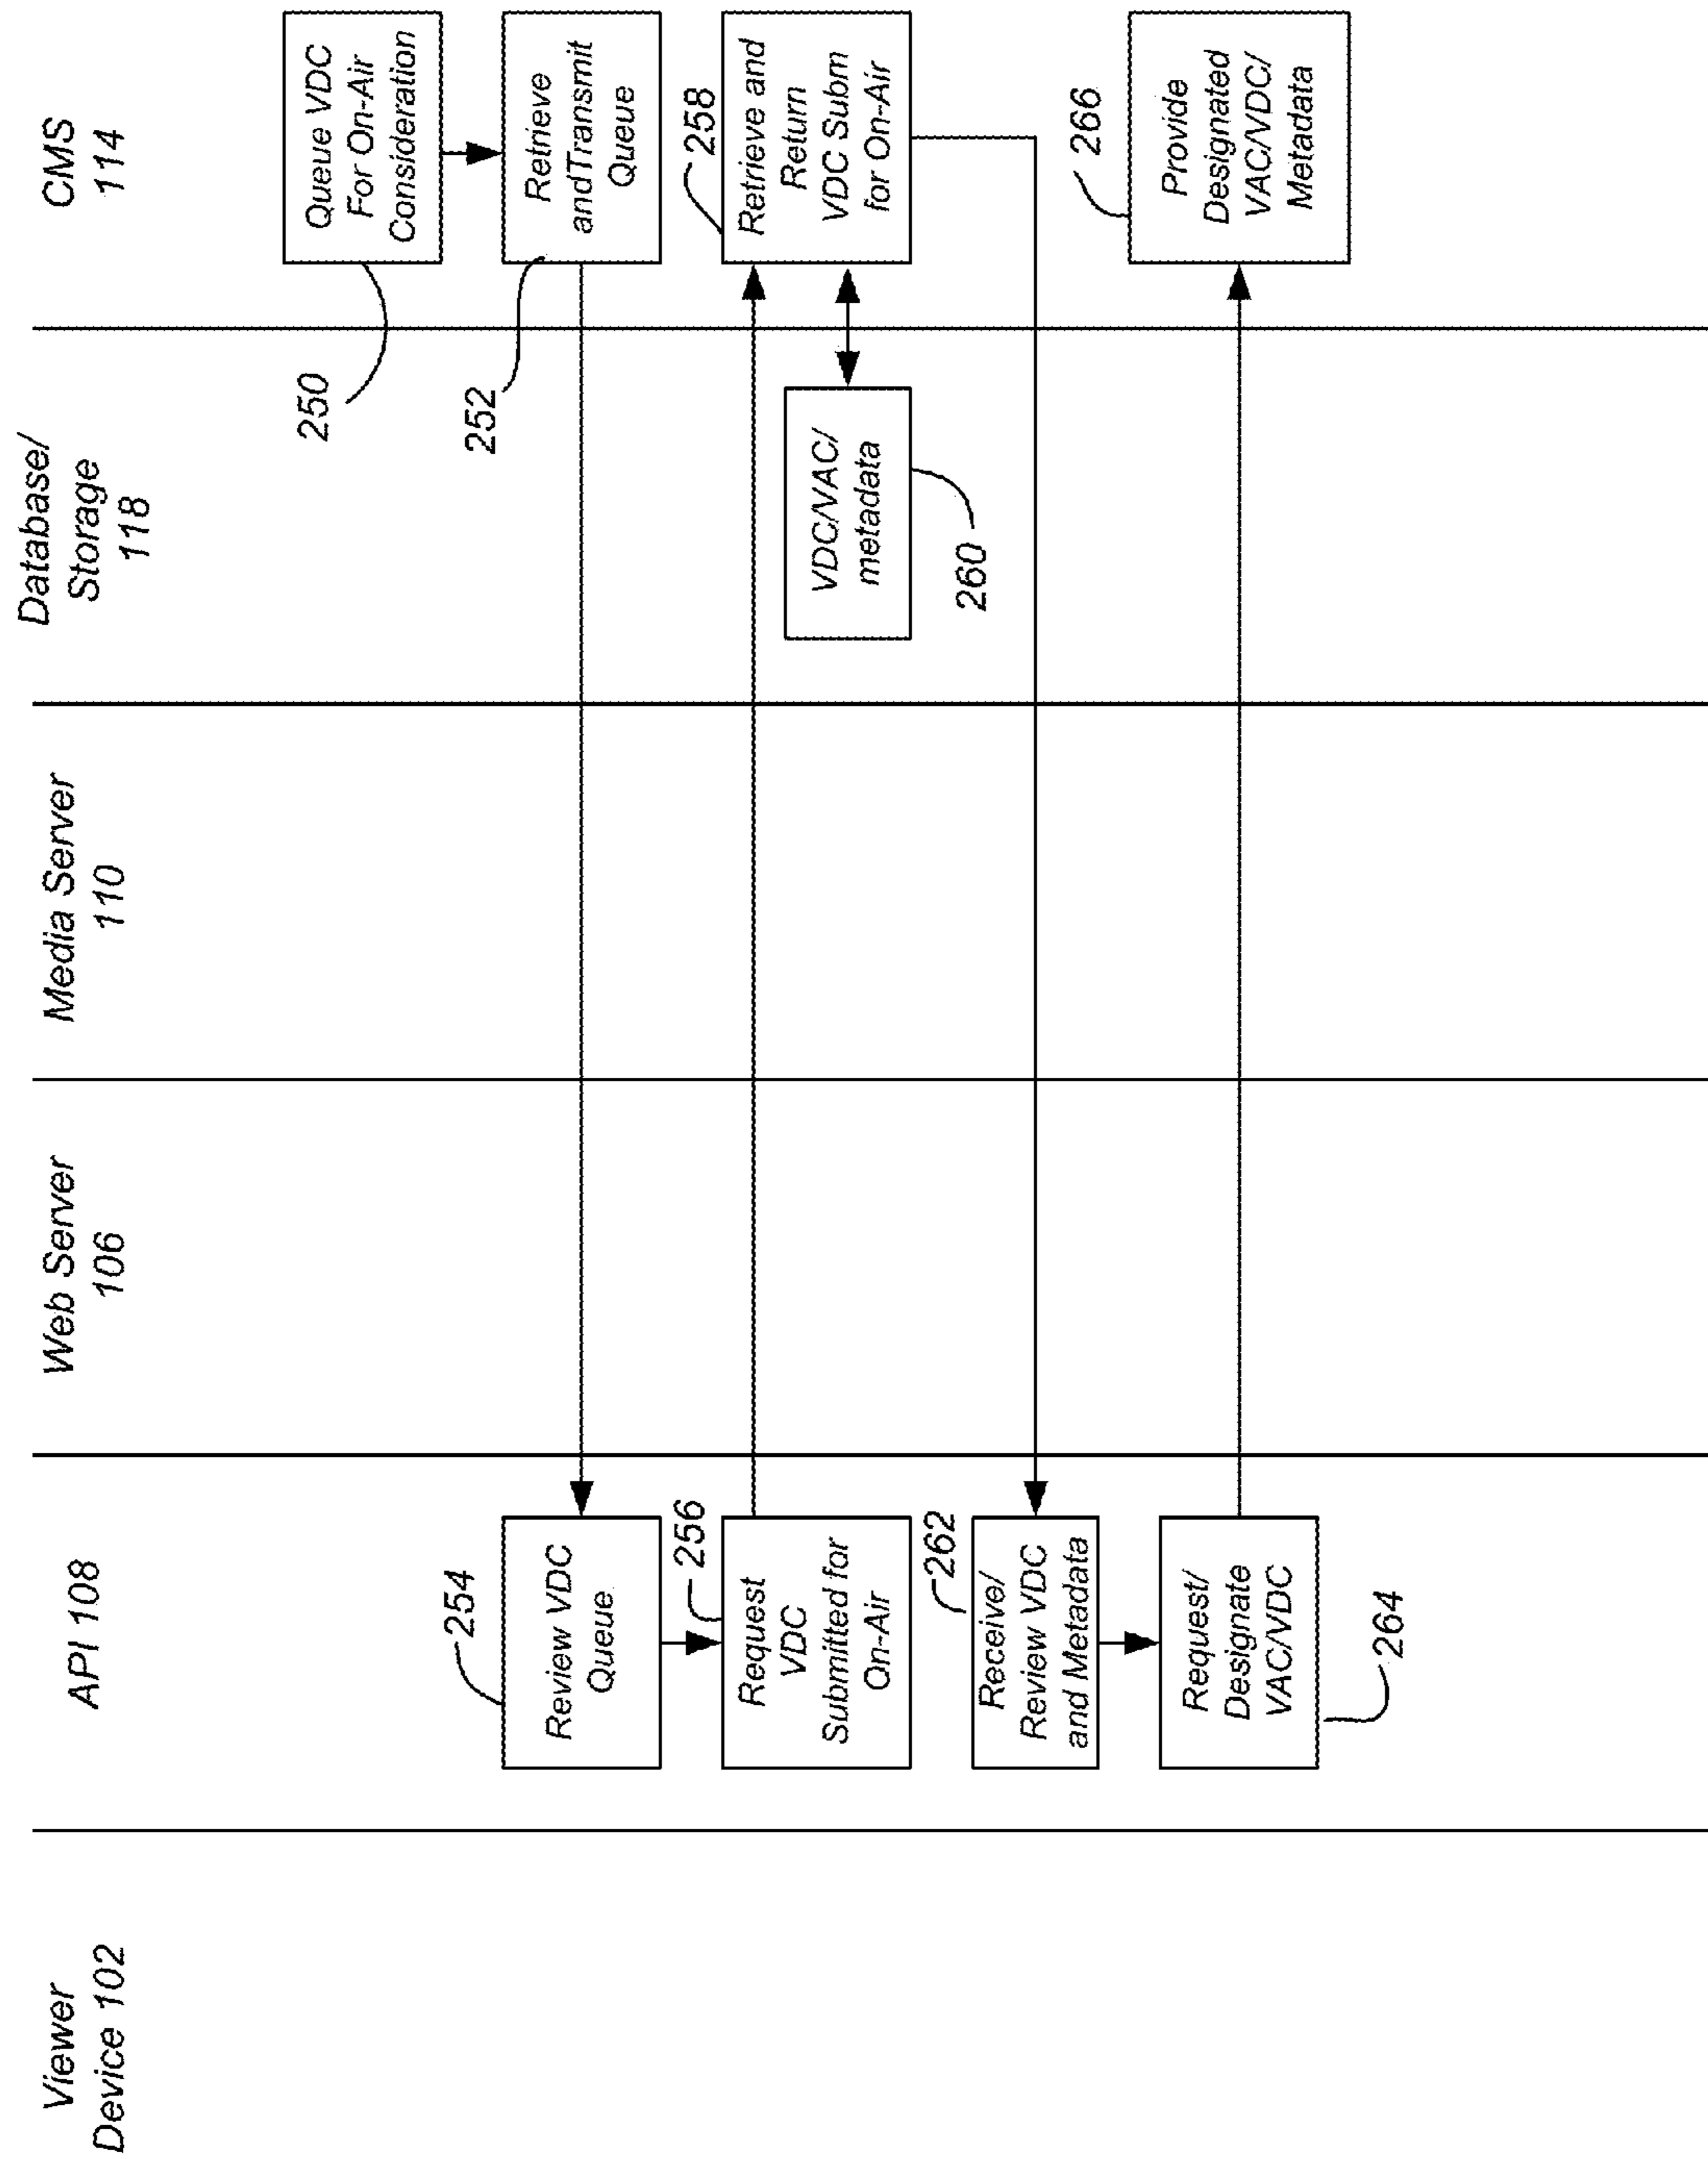 Viewer
Device 102
API 108
Web Server
106
Media Server
110
Database/
Storage
118
CMS
114
Queue VDC
For On-Air
Consideration
250
Retrieve
andTransmit
Queue
252
254
Review VDC
Queue
256
Request
VDC
Submitted for
On-Air
258
Retrieve and
Return
VDC Subm
for On-Air
VDC/VAC/
metadata
260
262
Receive/
Review VDC
and Metadata
Request/
Designate
VAC/VDC
264
266
Provide
Designated
VAC/VDC/
Metadata